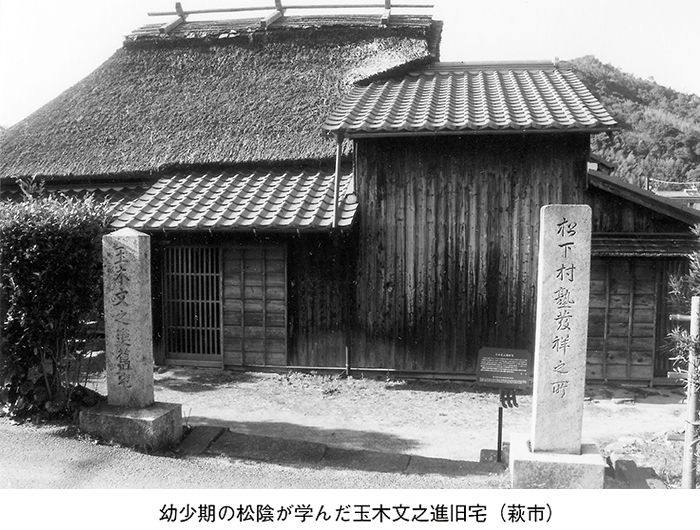 玉木文之進舊宅
松下村塾發祥之所
幼少期の松陰が学んだ玉木文之進旧宅（萩市）